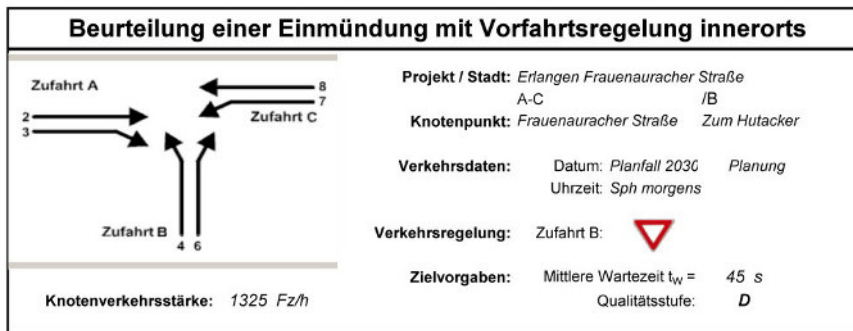 Beurteilung einer Einmündung mit Vorfahrtsregelung innerorts
Zufahrt A
8
7
Zufahrt C
2
3
Zufahrt B
4 6
Knotenverkehrsstärke: 1325 Fz/h
Projekt / Stadt: Erlangen Frauenauracher Straße
A-C /B
Knotenpunkt: Frauenauracher Straße Zum Hutacker
Verkehrsdaten: Datum: Planfall 2030 Planung
Uhrzeit: Sph morgens
Verkehrsregelung: Zufahrt B:
Zielvorgaben: Mittlere Wartezeit tw = 45 s
Qualitätsstufe: D